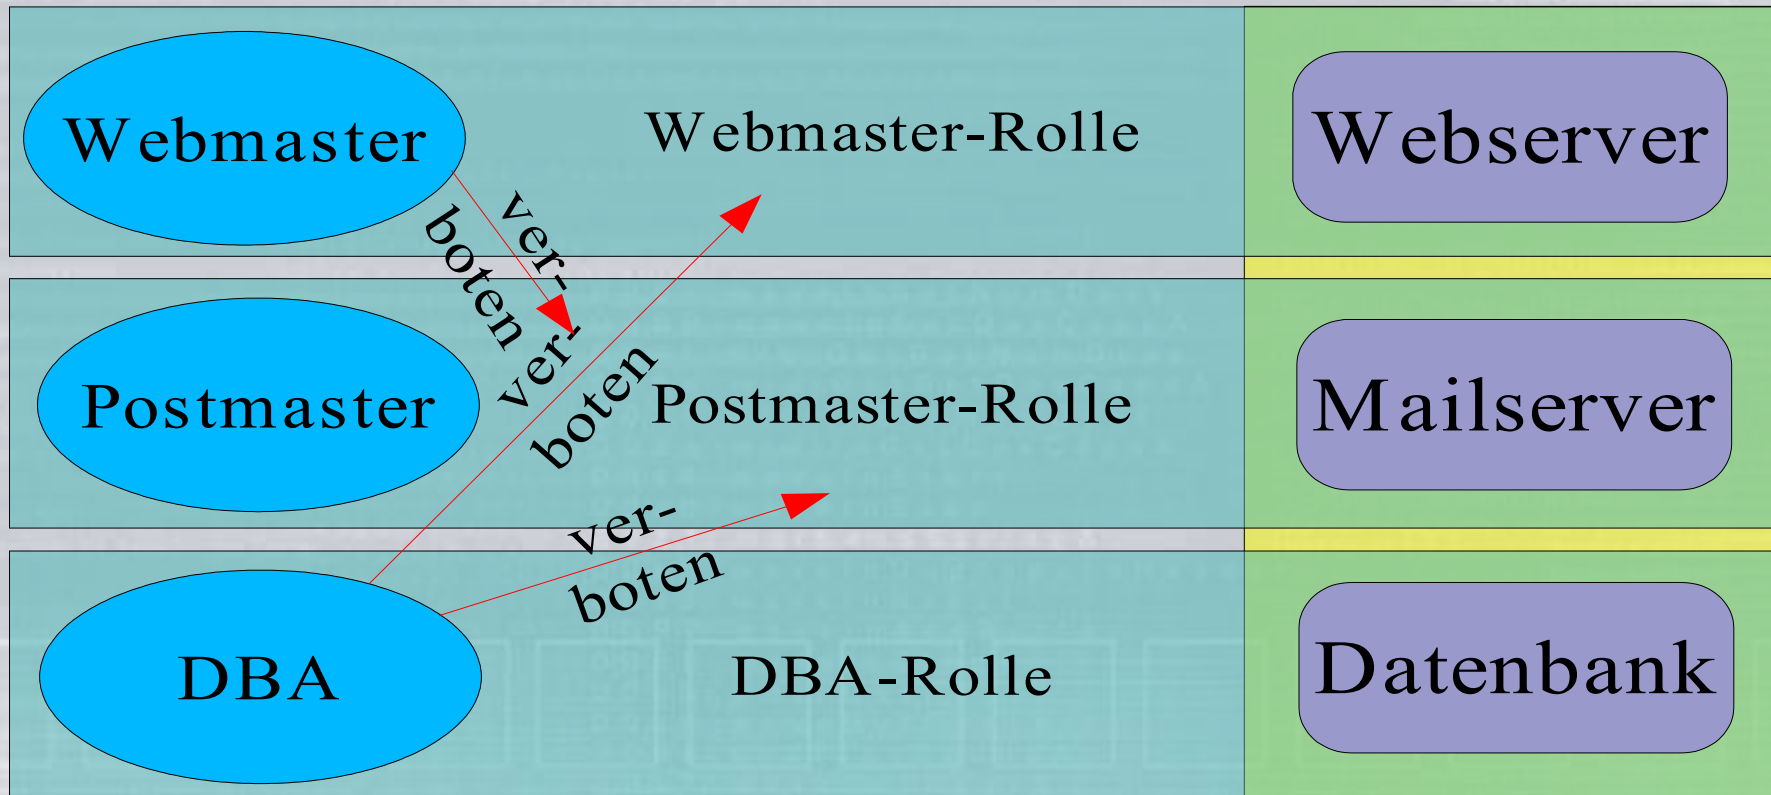 Webmaster
Webmaster-Rolle
Webserver
ver-
boten
ver-
boten
Postmaster
Postmaster-Rolle
Mailserver
ver-
boten
DBA
DBA-Rolle
Datenbank